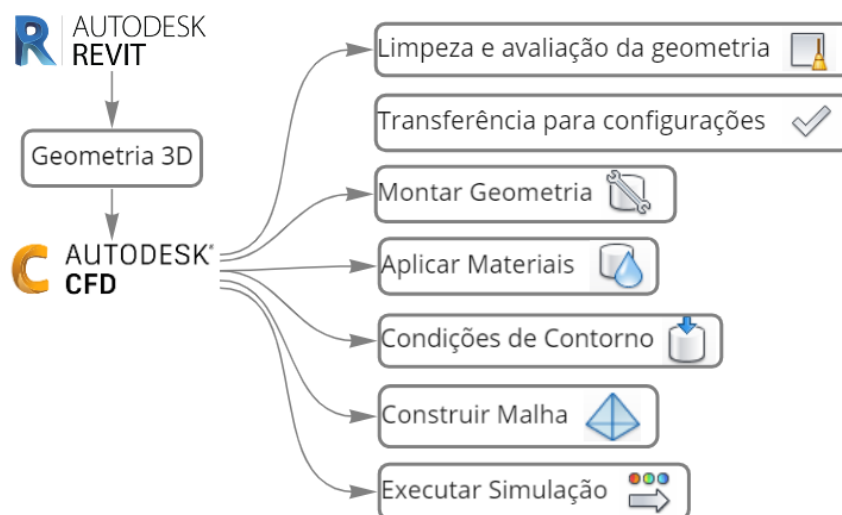 AUTODESK
REVIT
Geometria 3D
AUTODESK®
CFD
Limpeza e avaliação da geometria
Transferência para configurações
Montar Geometria
Aplicar Materiais
Condições de Contorno
Construir Malha
Executar Simulação